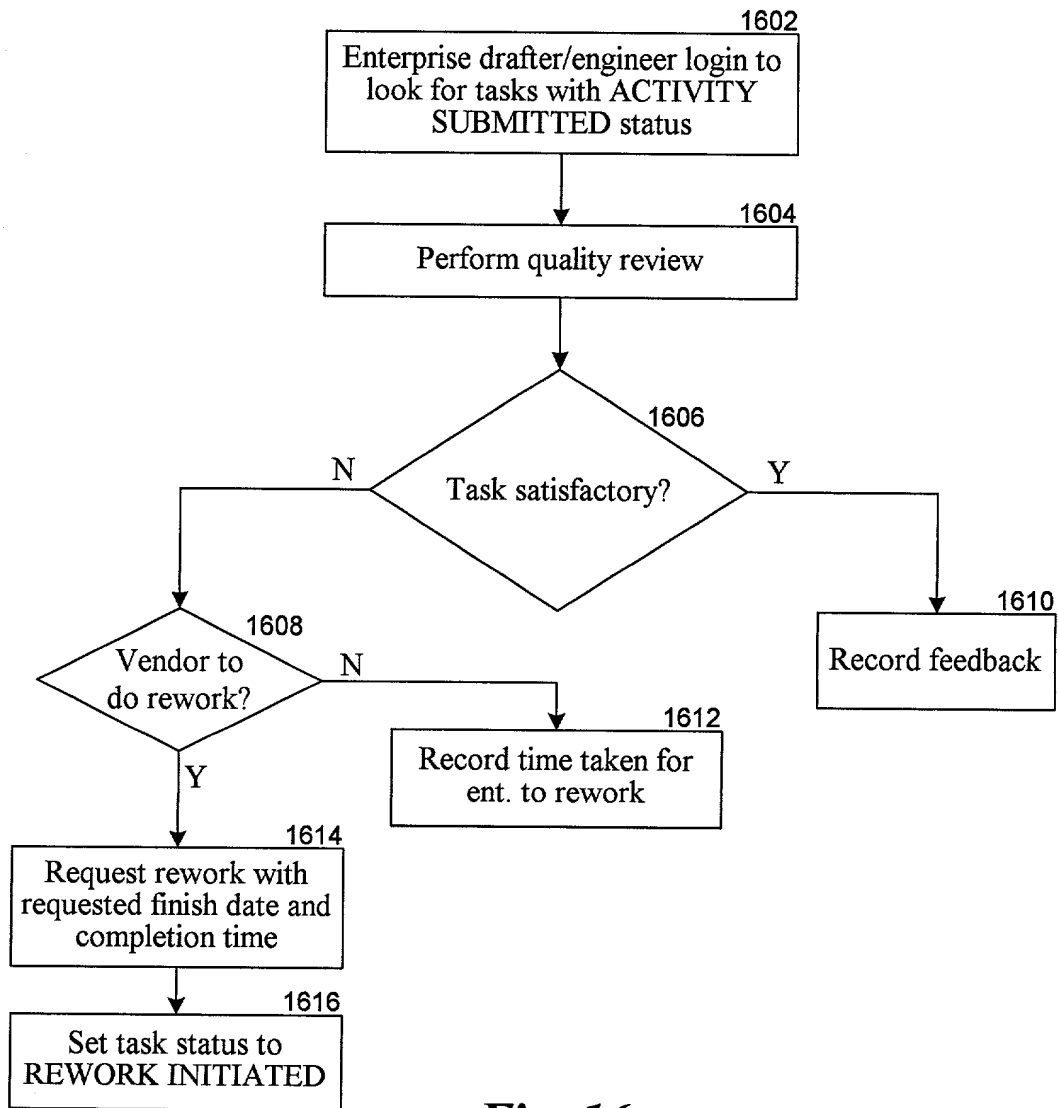 1602
Enterprise drafter/engineer login to
look for tasks with ACTIVITY
SUBMITTED status
1604
Perform quality review
1606
Task satisfactory?
N
Y
1608
Vendor to
do rework?
N
1610
Record feedback
1612
Record time taken for
ent. to rework
Y
1614
Request rework with
requested finish date and
completion time
1616
Set task status to
REWORK INITIATED